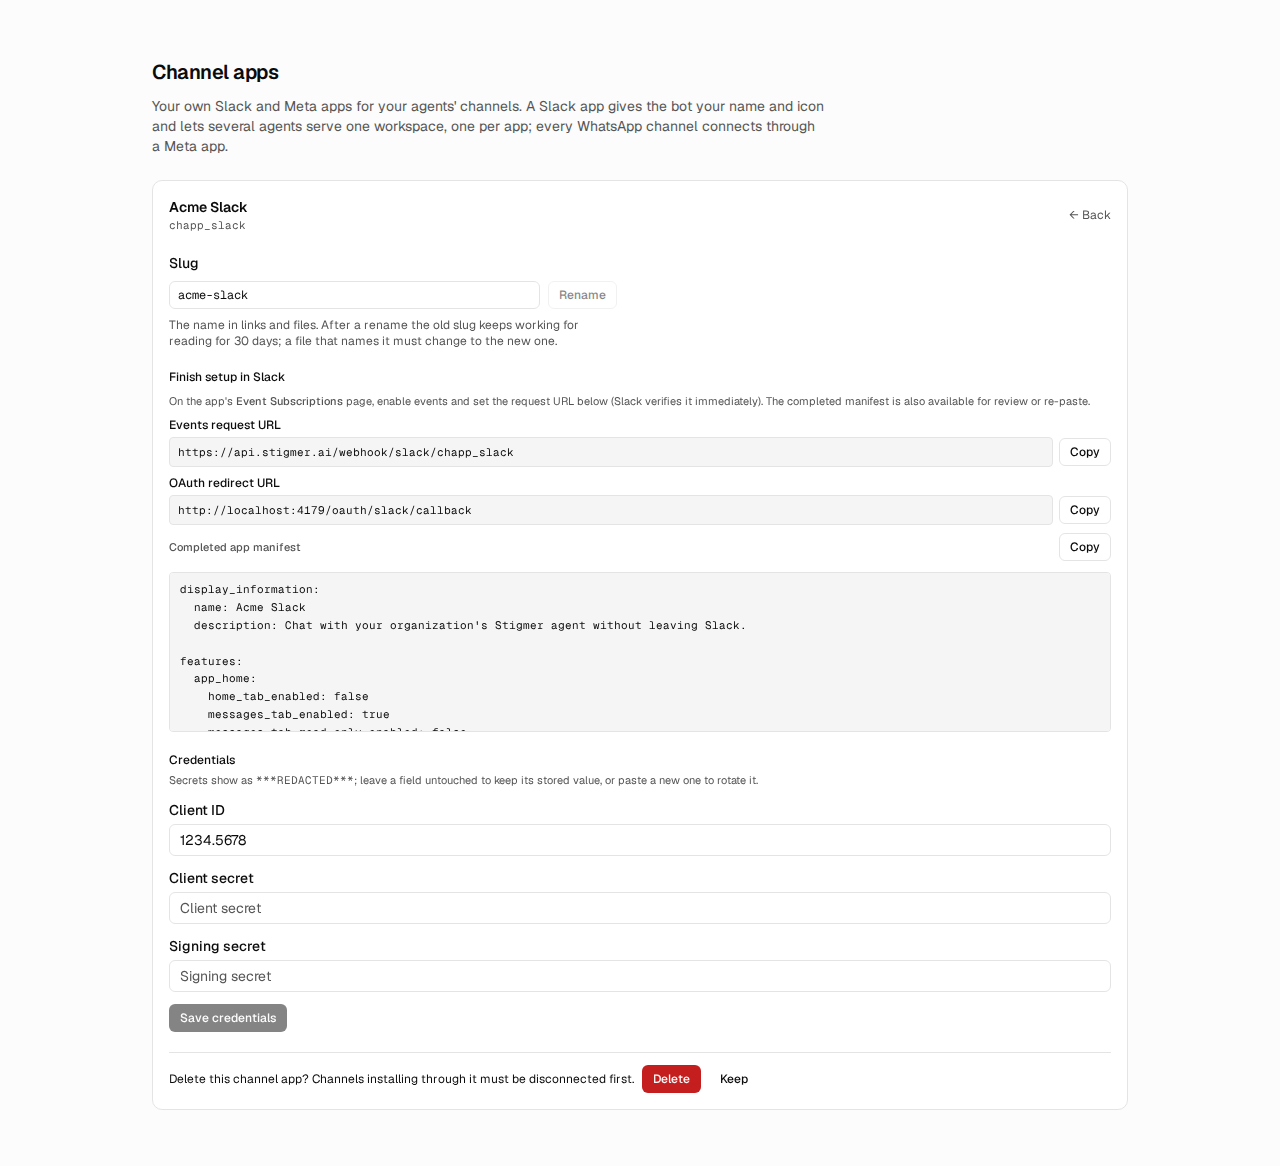 Channel apps
Your own Slack and Meta apps for your agents' channels. A Slack app gives the bot your name and icon
and lets several agents serve one workspace, one per app; every WhatsApp channel connects through
a Meta app.
Acme Slack
chapp_slack
← Back
Slug
acme-slack
Rename
The name in links and files. After a rename the old slug keeps working for
reading for 30 days; a file that names it must change to the new one.
Finish setup in Slack
On the app's Event Subscriptions page, enable events and set the request URL below (Slack verifies it immediately). The completed manifest is also available for review or re-paste.
Events request URL
https://api.stigmer.ai/webhook/slack/chapp_slack
Copy
OAuth redirect URL
http://localhost:4179/oauth/slack/callback
Copy
Completed app manifest
Copy
display_information:
  name: Acme Slack
  description: Chat with your organization's Stigmer agent without leaving Slack.

features:
  app_home:
    home_tab_enabled: false
    messages_tab_enabled: true
Credentials
Secrets show as ***REDACTED***; leave a field untouched to keep its stored value, or paste a new one to rotate it.
Client ID
1234.5678
Client secret
Client secret
Signing secret
Signing secret
Save credentials
Delete this channel app? Channels installing through it must be disconnected first.
Delete
Keep